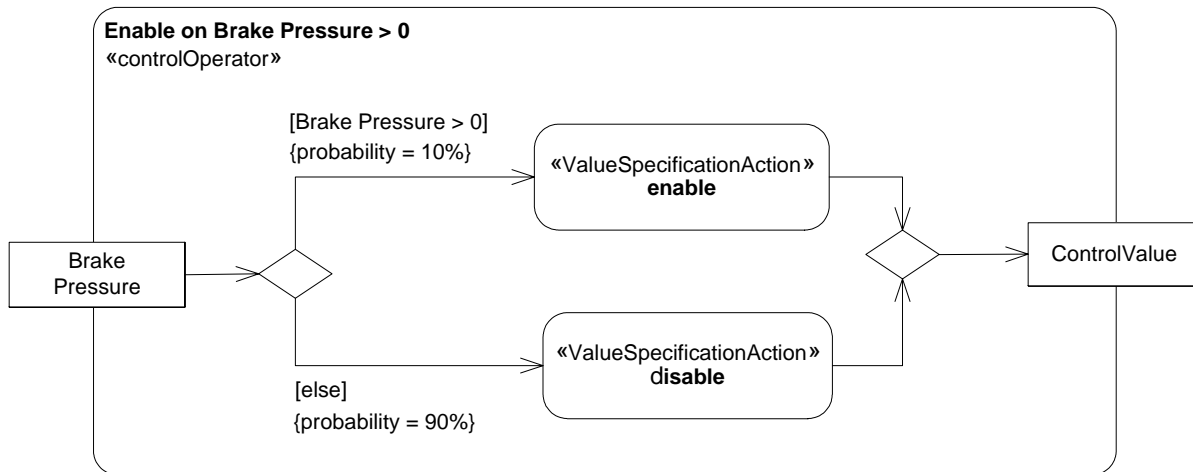 Enable on Brake Pressure > 0
«controlOperator»
[Brake Pressure > 0]
{probability = 10%}
«ValueSpecificationAction»
enable
Brake
Pressure
ControlValue
«ValueSpecificationAction»
disable
[else]
{probability = 90%}